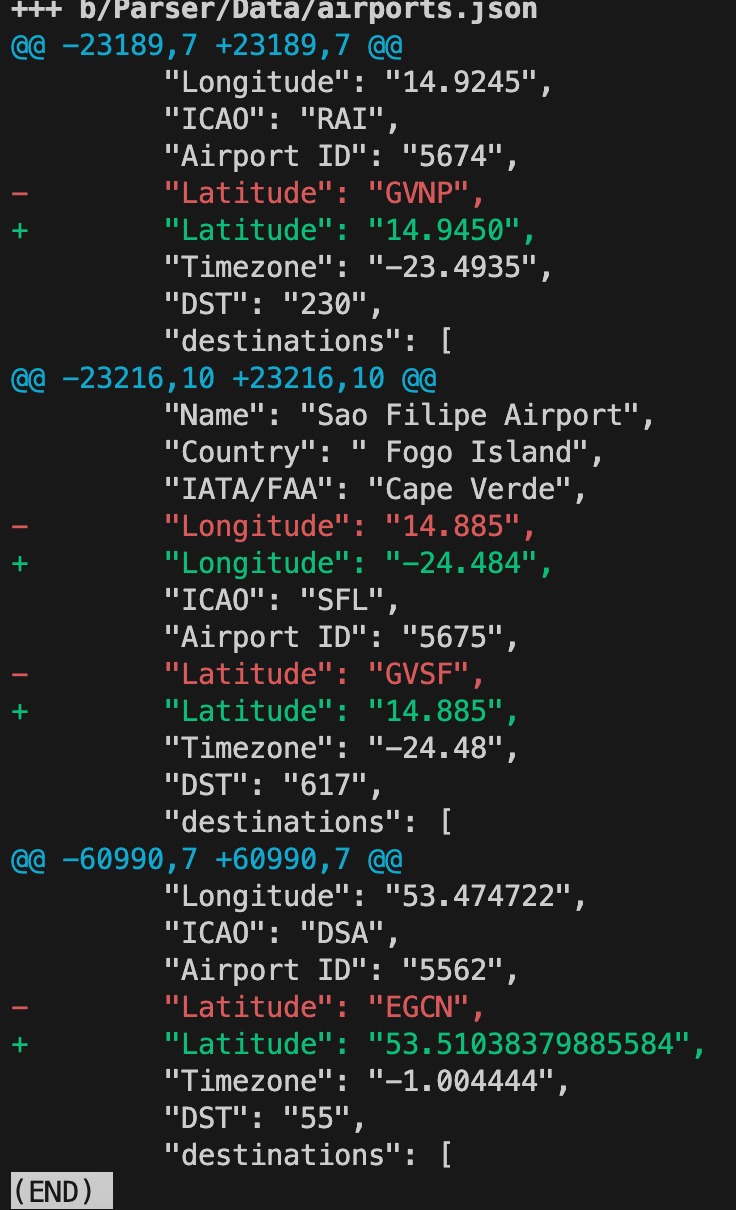 +++ b/Parser/Data/airports.json
@@ -23189,7 +23189,7 @@
         "Longitude": "14.9245",
         "ICAO": "RAI",
         "Airport ID": "5674",
-        "Latitude": "GVNP",
+        "Latitude": "14.9450",
         "Timezone": "-23.4935",
         "DST": "230",
         "destinations": [
@@ -23216,10 +23216,10 @@
         "Name": "Sao Filipe Airport",
         "Country": " Fogo Island",
         "IATA/FAA": "Cape Verde",
-        "Longitude": "14.885",
+        "Longitude": "-24.484",
         "ICAO": "SFL",
         "Airport ID": "5675",
-        "Latitude": "GVSF",
+        "Latitude": "14.885",
         "Timezone": "-24.48",
         "DST": "617",
         "destinations": [
@@ -60990,7 +60990,7 @@
         "Longitude": "53.474722",
         "ICAO": "DSA",
         "Airport ID": "5562",
-        "Latitude": "EGCN",
+        "Latitude": "53.51038379885584",
         "Timezone": "-1.004444",
         "DST": "55",
         "destinations": [
(END)